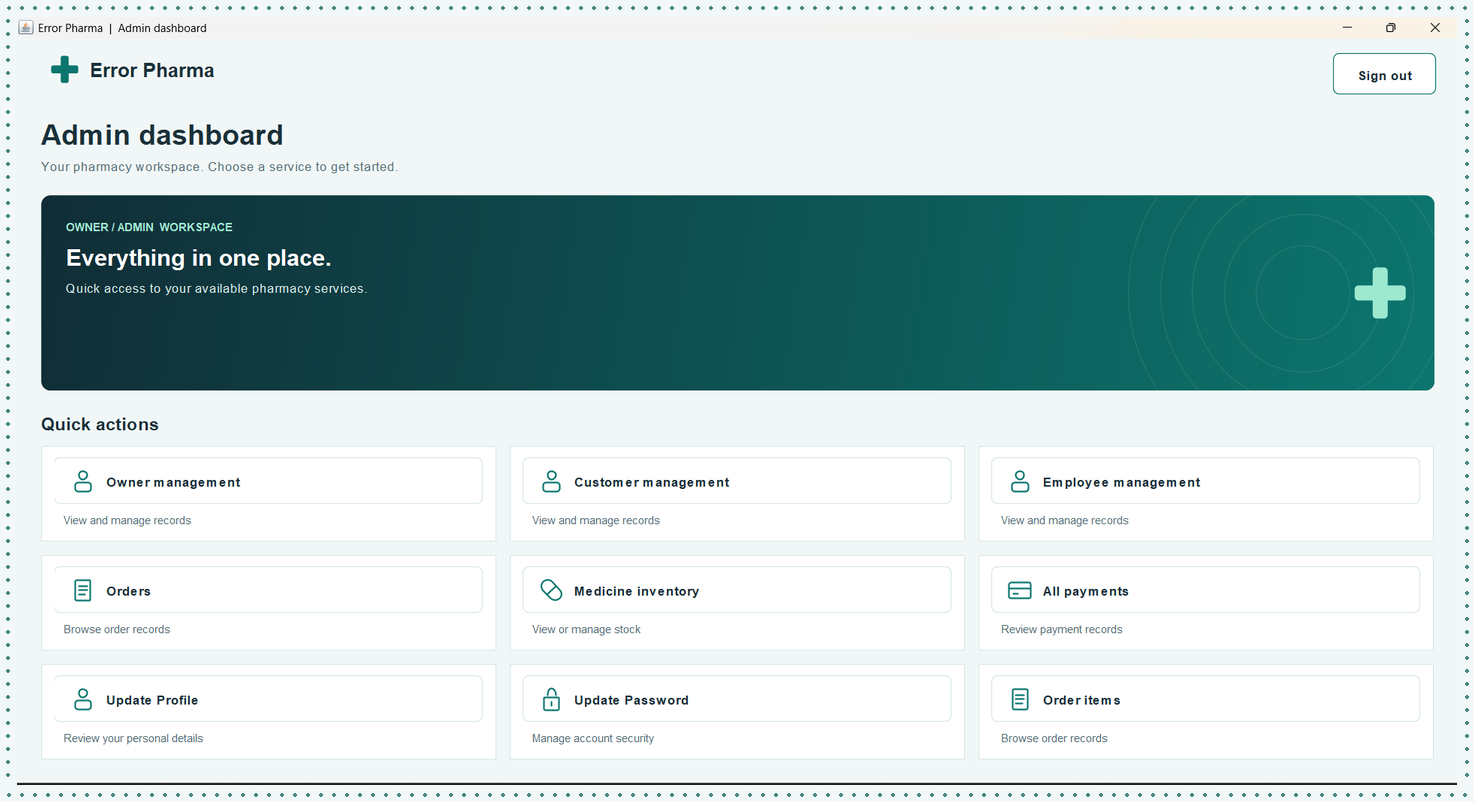 Error Pharma | Admin dashboard
Error Pharma
Sign out
Admin dashboard
Your pharmacy workspace. Choose a service to get started.
OWNER / ADMIN WORKSPACE
Everything in one place.
Quick access to your available pharmacy services.
Quick actions
Owner management
View and manage records
Customer management
View and manage records
Employee management
View and manage records
Orders
Browse order records
Medicine inventory
View or manage stock
All payments
Review payment records
Update Profile
Review your personal details
Update Password
Manage account security
Order items
Browse order records